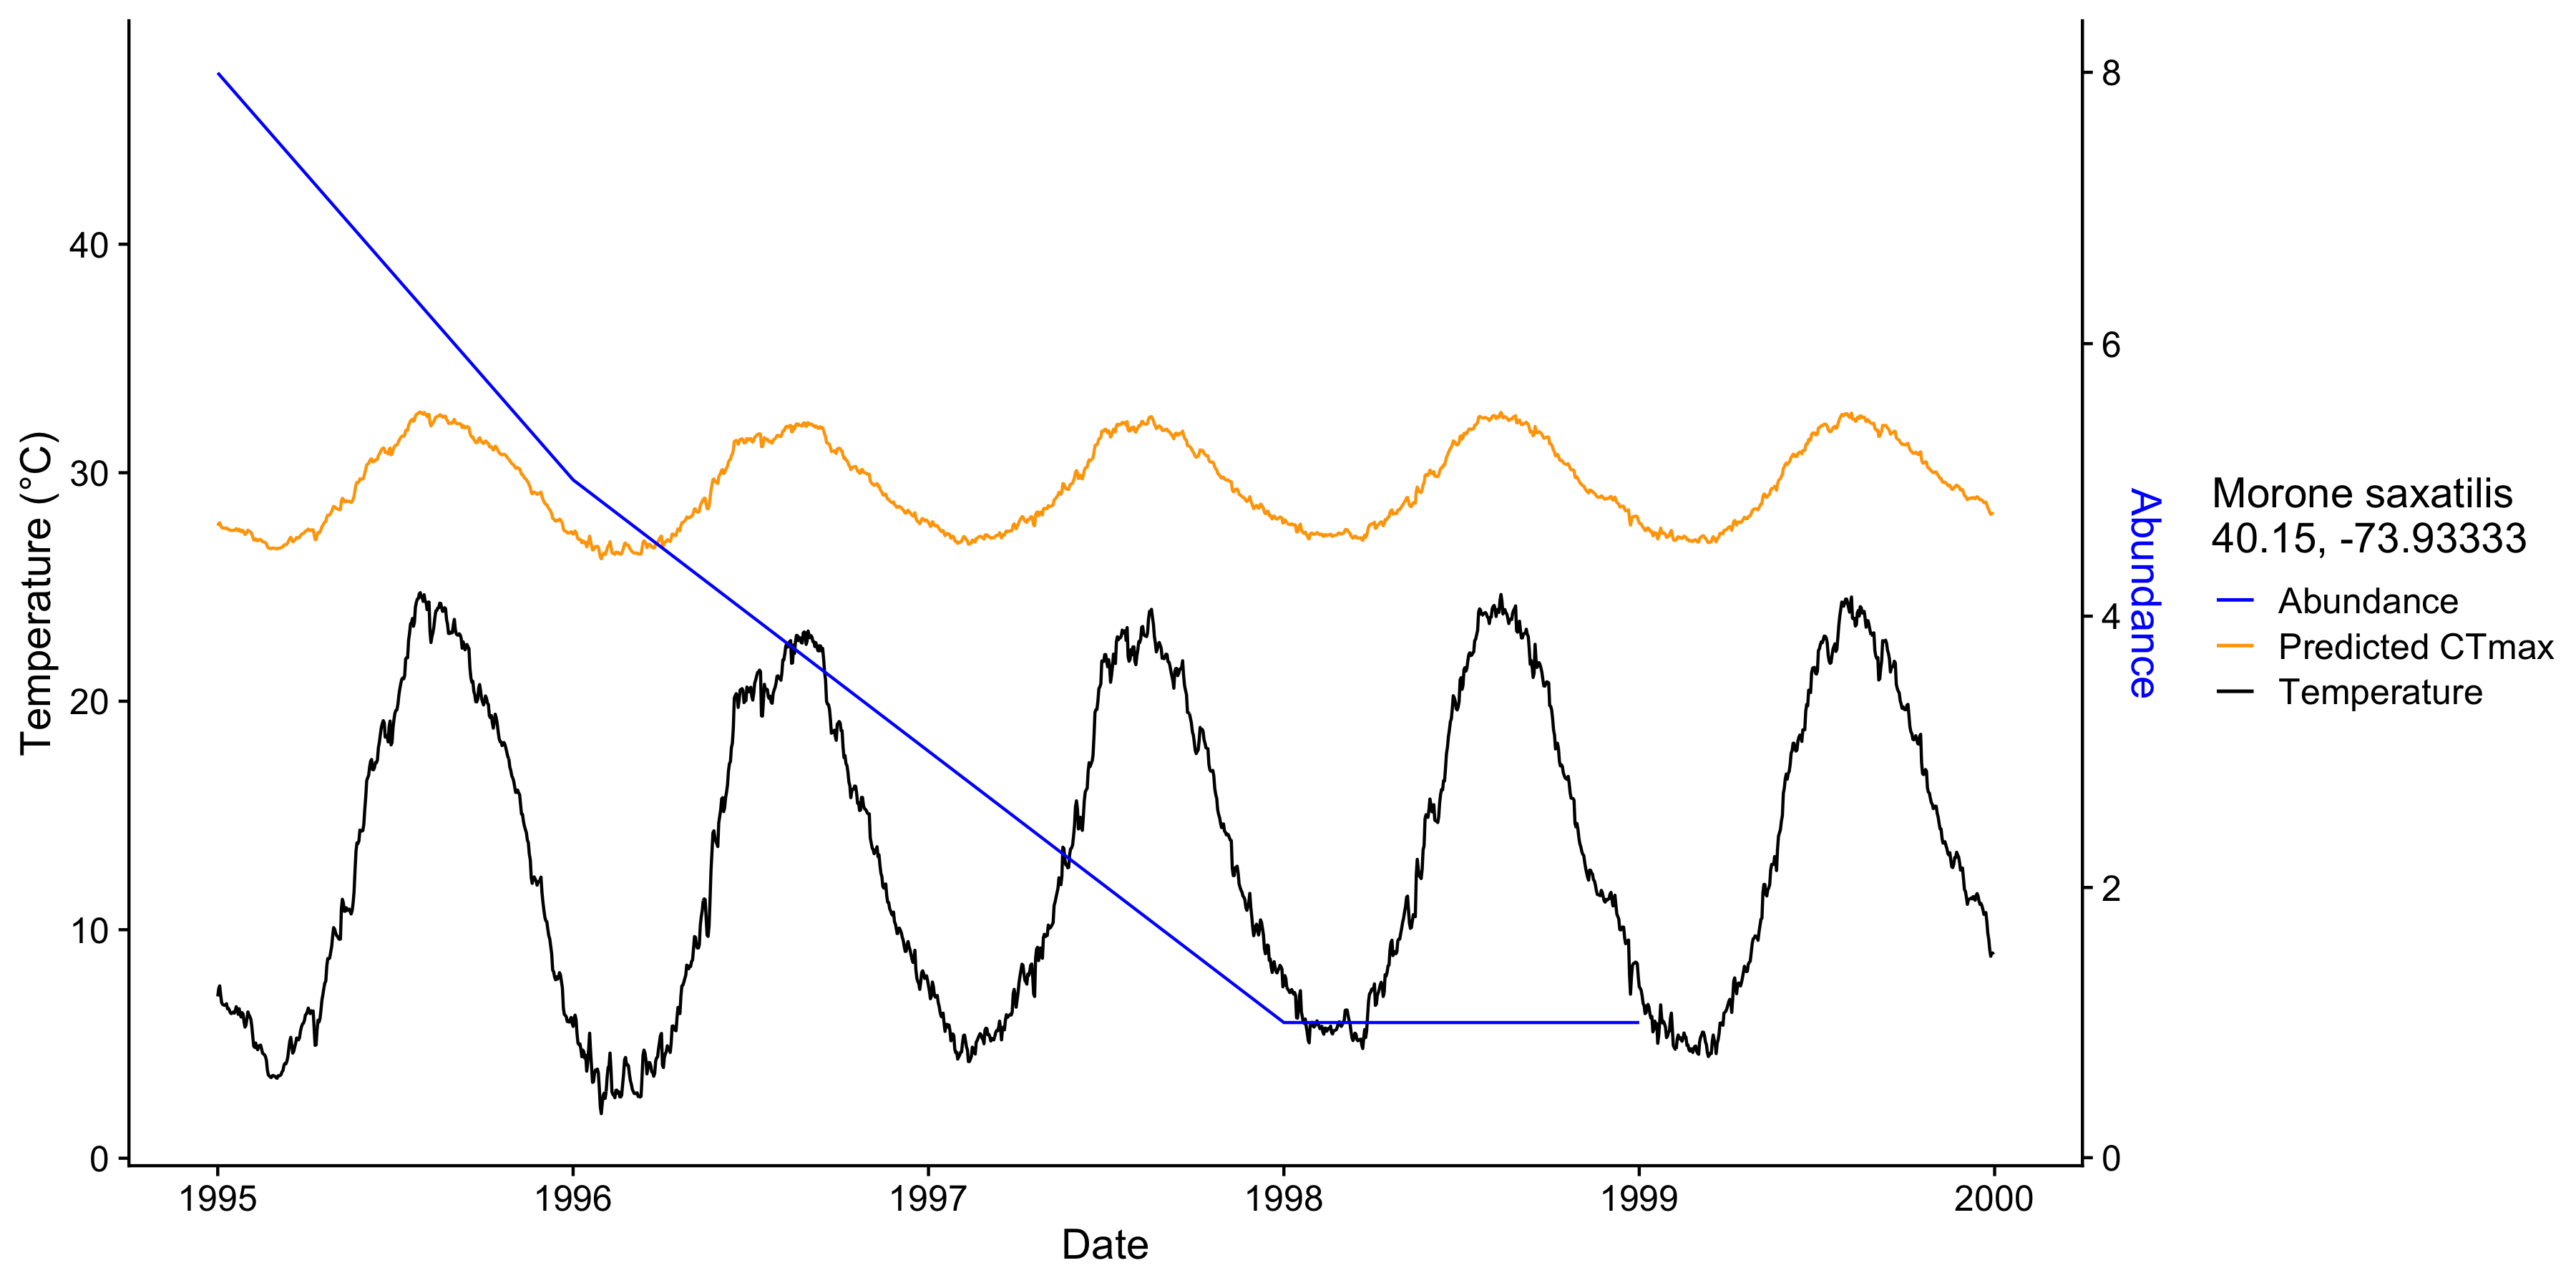 Temperature (°C)
40
30
20
10
0
1995
1996
1997
1998
1999
2000
Date
8
6
4
2
0
Abundance
Morone saxatilis
40.15, -73.93333
Abundance
Predicted CTmax
Temperature